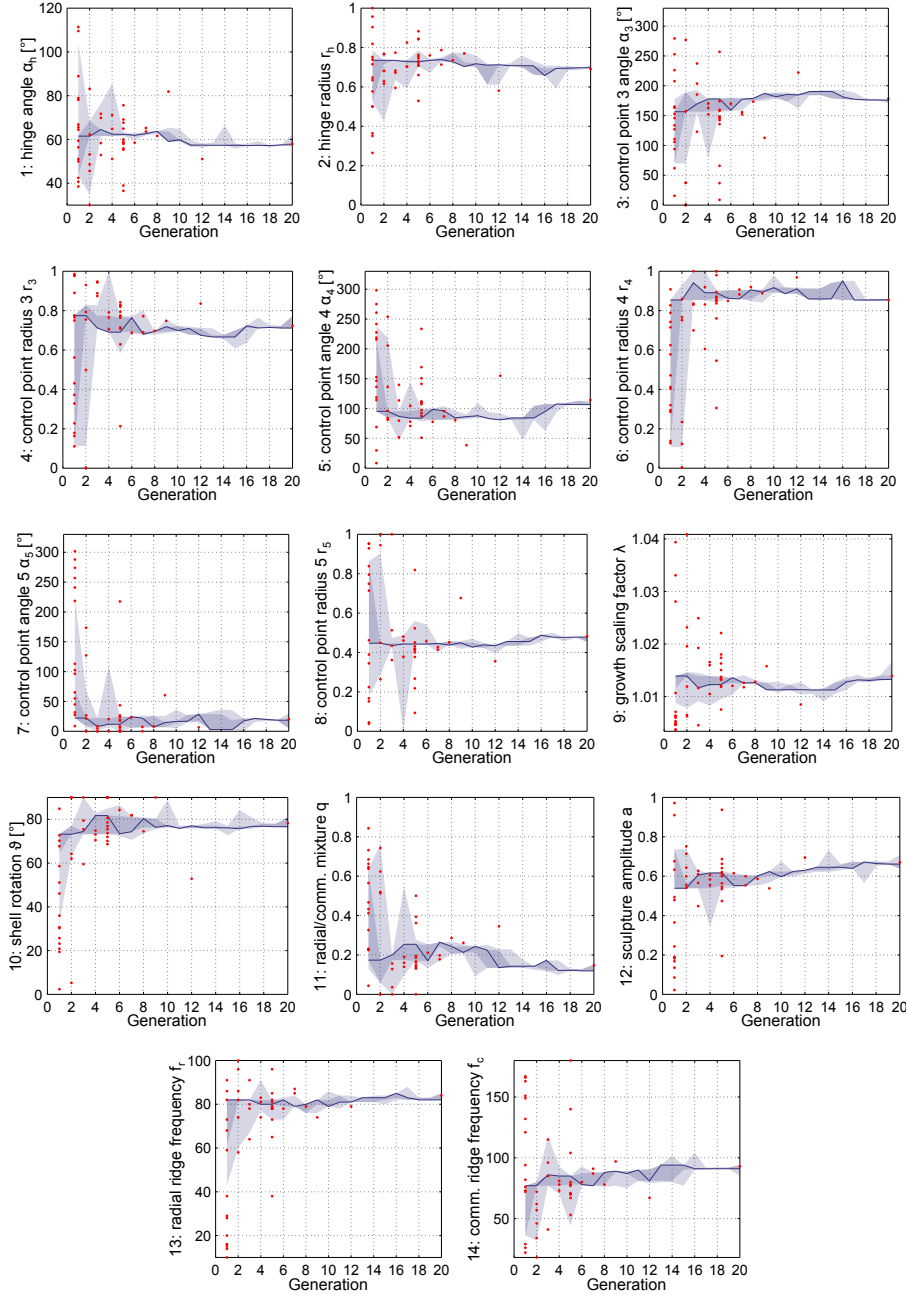 1: hinge angle αh [°]
120
100
80
60
40
0 2 4 6 8 10 12 14 16 18 20
Generation
2: hinge radius rh
1
0.8
0.6
0.4
0.2
0
0 2 4 6 8 10 12 14 16 18 20
Generation
3: control point 3 angle α3 [°]
300
250
200
150
100
50
0
0 2 4 6 8 10 12 14 16 18 20
Generation
4: control point radius 3 r3
1
0.8
0.6
0.4
0.2
0
0 2 4 6 8 10 12 14 16 18 20
Generation
5: control point angle 4 α4 [°]
300
250
200
150
100
50
0
0 2 4 6 8 10 12 14 16 18 20
Generation
6: control point radius 4 r4
1
0.8
0.6
0.4
0.2
0
0 2 4 6 8 10 12 14 16 18 20
Generation
7: control point angle 5 α5 [°]
300
250
200
150
100
50
0
0 2 4 6 8 10 12 14 16 18 20
Generation
8: control point radius 5 r5
1
0.8
0.6
0.4
0.2
0
0 2 4 6 8 10 12 14 16 18 20
Generation
9: growth scaling factor λ
1.04
1.03
1.02
1.01
0 2 4 6 8 10 12 14 16 18 20
Generation
10: shell rotation ϑ [°]
80
60
40
20
0
0 2 4 6 8 10 12 14 16 18 20
Generation
11: radial/comm. mixture q
1
0.8
0.6
0.4
0.2
0
0 2 4 6 8 10 12 14 16 18 20
Generation
12: sculpture amplitude a
1
0.8
0.6
0.4
0.2
0
0 2 4 6 8 10 12 14 16 18 20
Generation
13: radial ridge frequency fr
100
80
60
40
20
0 2 4 6 8 10 12 14 16 18 20
Generation
14: comm. ridge frequency fc
150
100
50
0 2 4 6 8 10 12 14 16 18 20
Generation